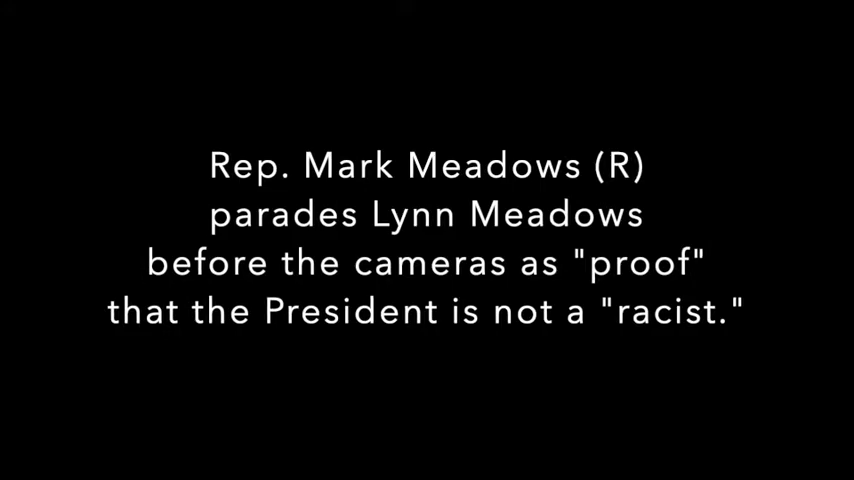 Rep. Mark Meadows (R)
parades Lynn Meadows
before the cameras as "proof"
that the President is not a "racist."